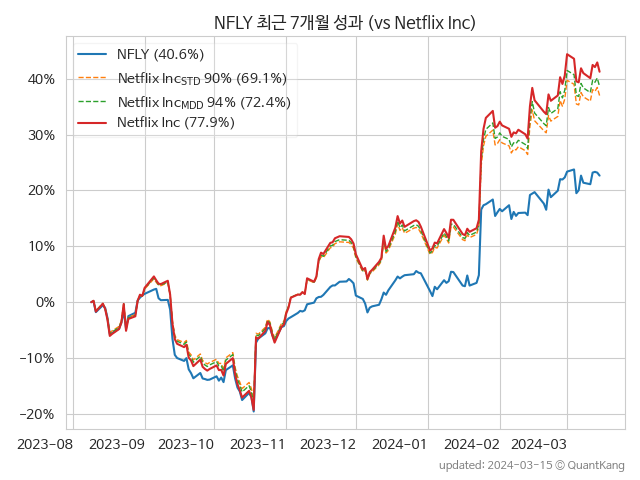 NFLY 최근 7개월 성과 (vs Netflix Inc)
NFLY (40.6%)
Netflix IncSTD 90% (69.1%)
Netflix IncMDD 94% (72.4%)
Netflix Inc (77.9%)
40%
30%
20%
10%
0%
−10%
−20%
2023-08 2023-09 2023-10 2023-11 2023-12 2024-01 2024-02 2024-03
updated: 2024-03-15 © QuantKang